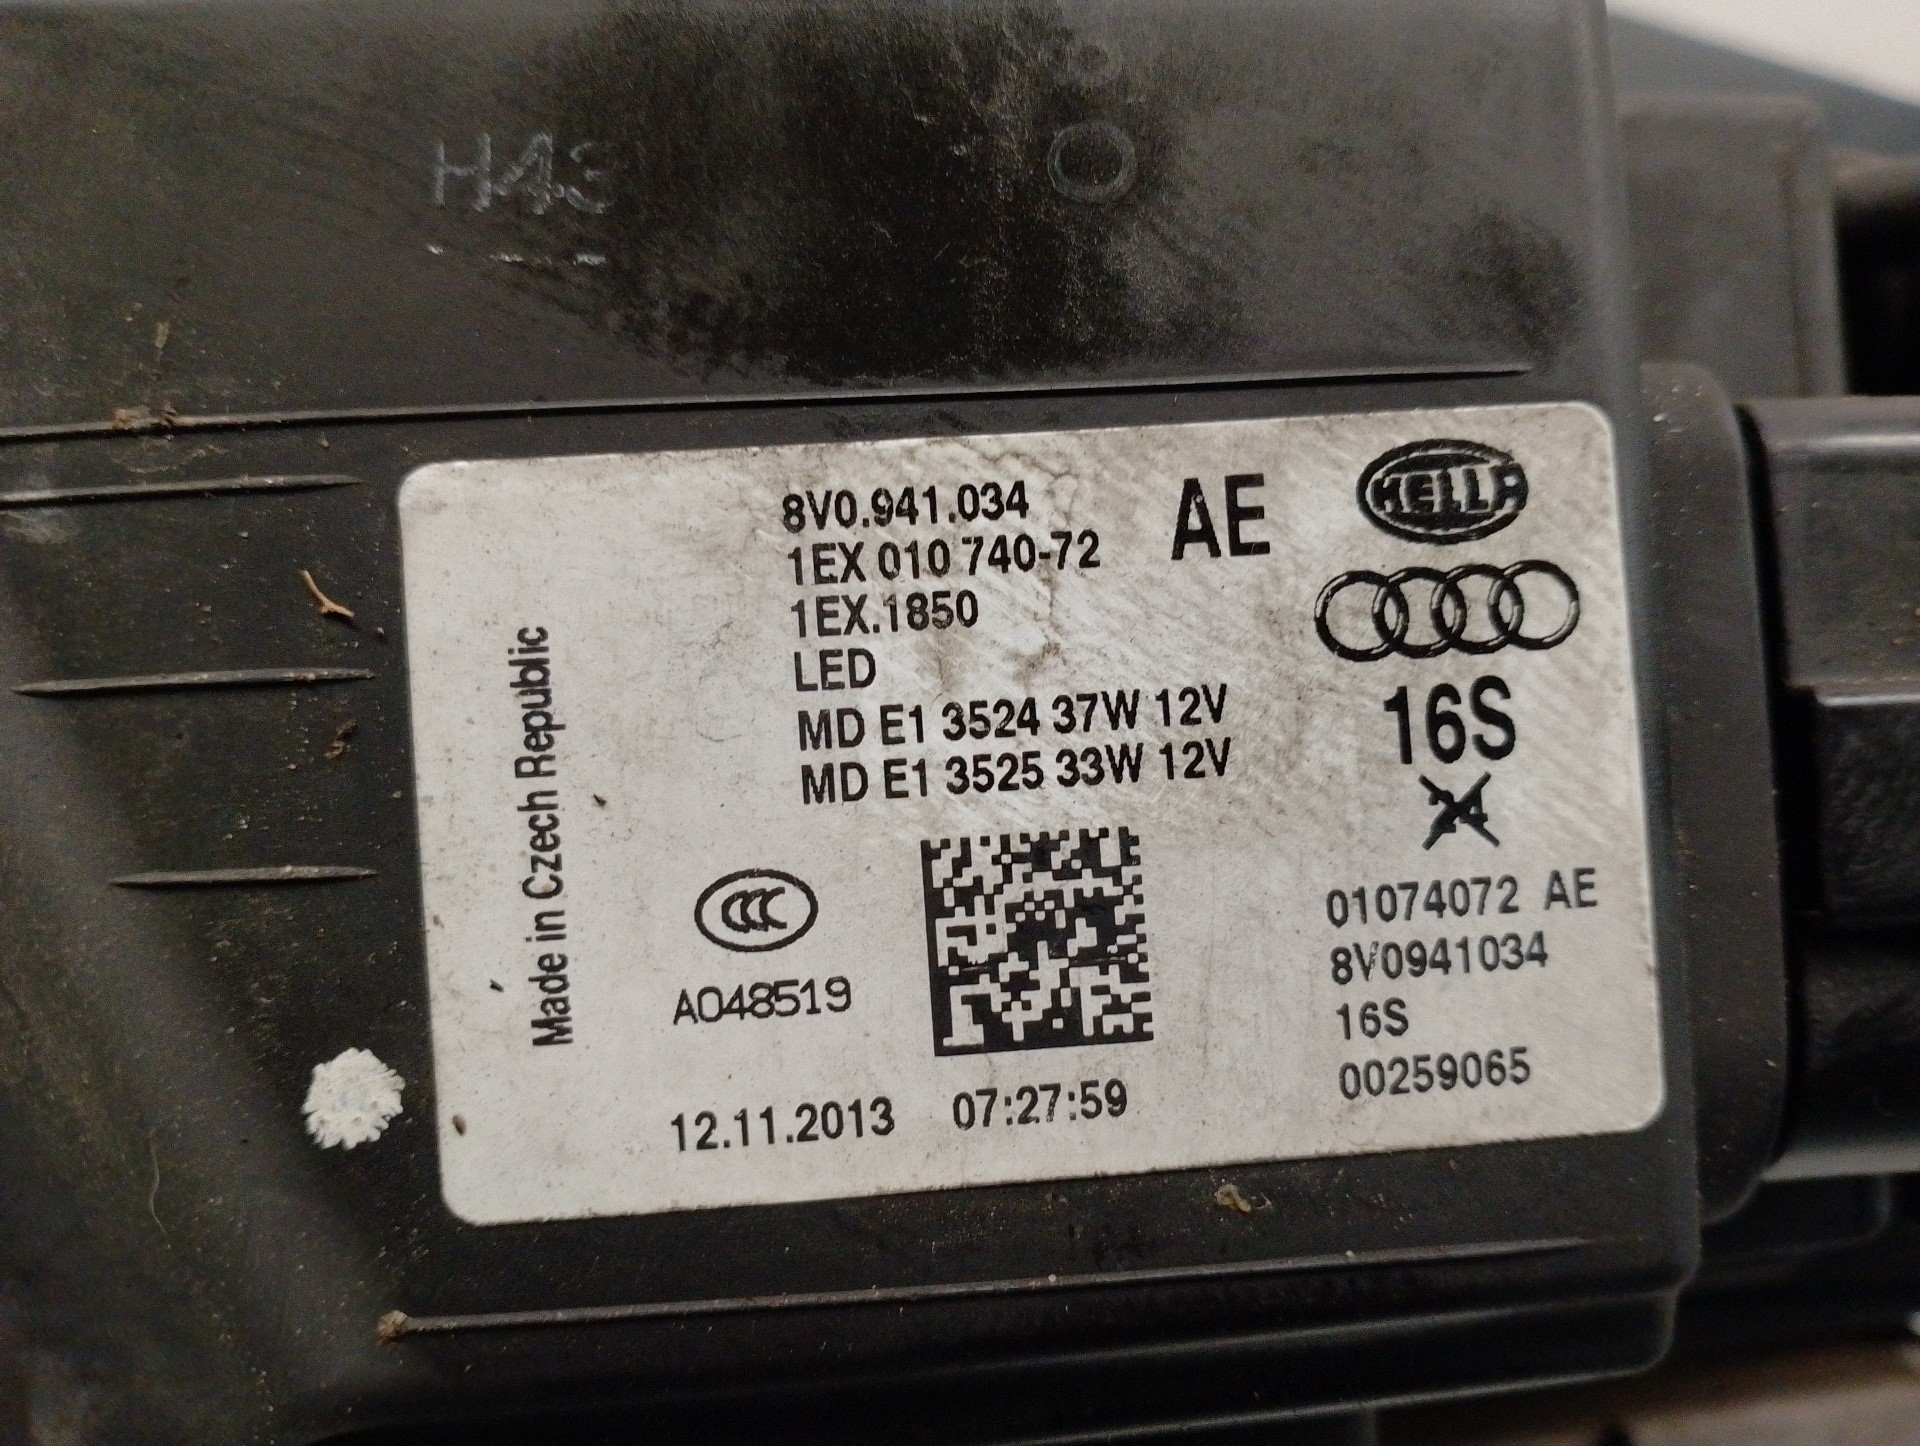 H43
8V0.941.034
AE
HELLA
1EX 010 740-72
1EX.1850
LED
MD E1 3524 37W 12V
MD E1 3525 33W 12V
16S
24
Made in Czech Republic
CCC
A048519
01074072 AE
8V0941034
16S
00259065
12.11.2013 07:27:59